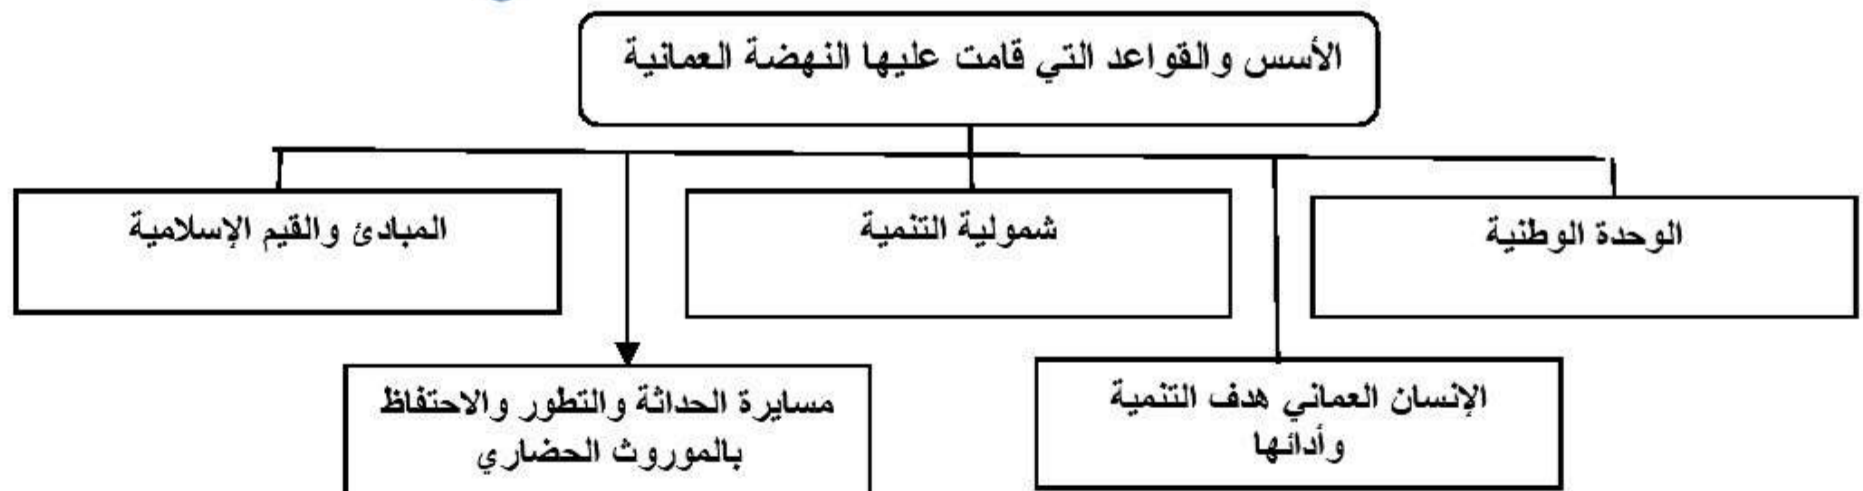 الأسس والقواعد التي قامت عليها النهضة العمانية
الوحدة الوطنية
شمولية التنمية
المبادئ والقيم الإسلامية
الإنسان العماني هدف التنمية
وأدائها
مسايرة الحداثة والتطور والاحتفاظ
بالموروث الحضاري